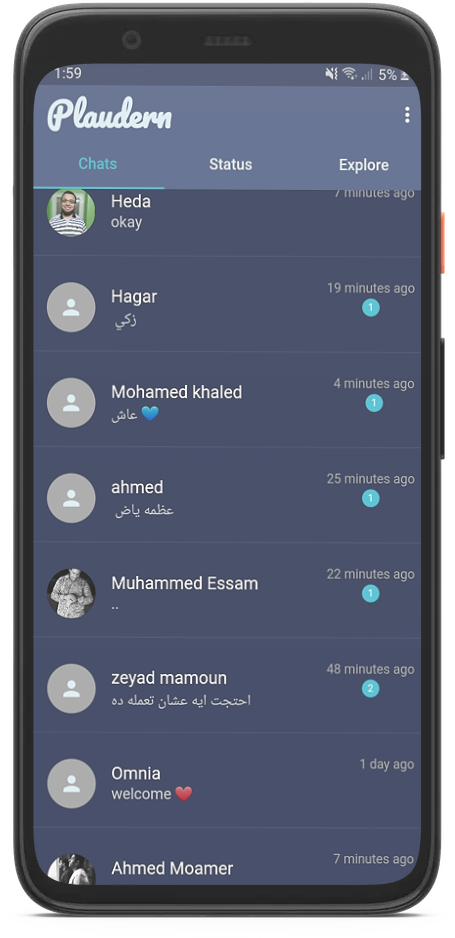 1:59
5%
Plaudern
Chats Status Explore
Heda 7 minutes ago
okay
Hagar 19 minutes ago
زكي 1
Mohamed khaled 4 minutes ago
عاش 💙 1
ahmed 25 minutes ago
عظمه ياض 1
Muhammed Essam 22 minutes ago
.. 1
zeyad mamoun 48 minutes ago
احتجت ايه عشان تعمله ده 2
Omnia 1 day ago
welcome ❤️
Ahmed Moamer 7 minutes ago